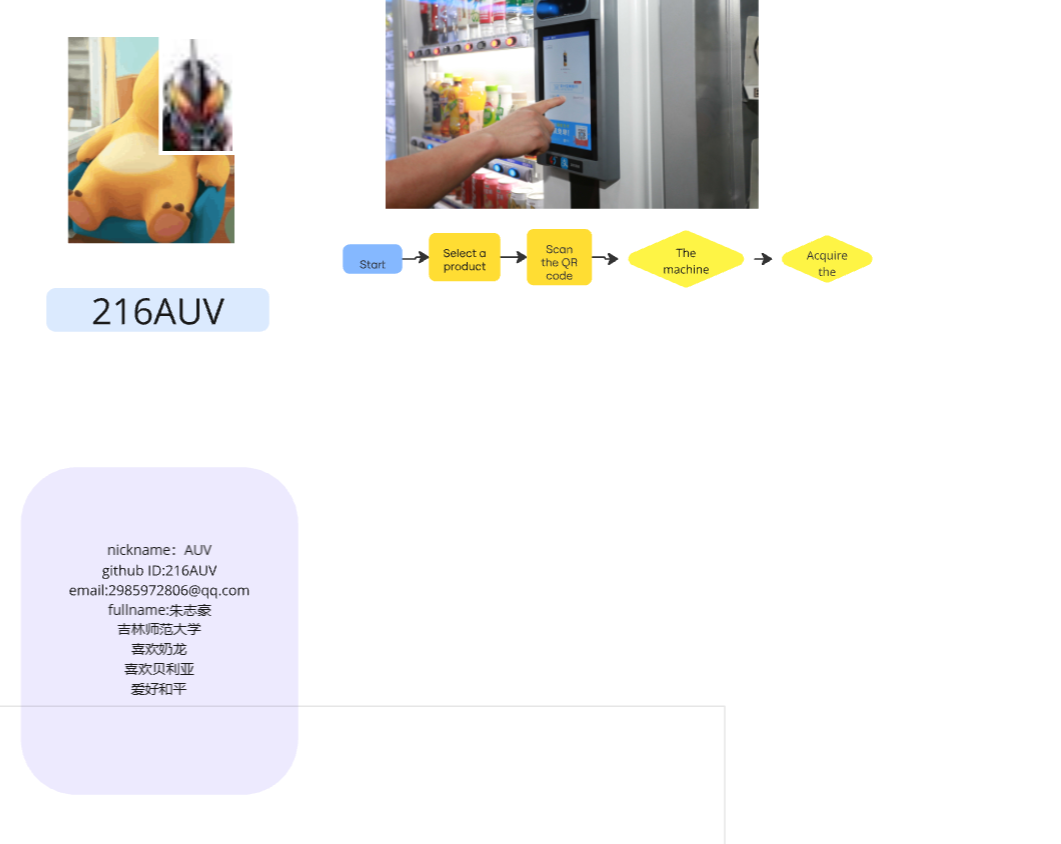 Start
Select a
product
Scan
the QR
code
The
machine
Acquire
the
216AUV
nickname：AUV
github ID:216AUV
email:2985972806@qq.com
fullname:朱志豪
吉林师范大学
喜欢奶龙
喜欢贝利亚
爱好和平